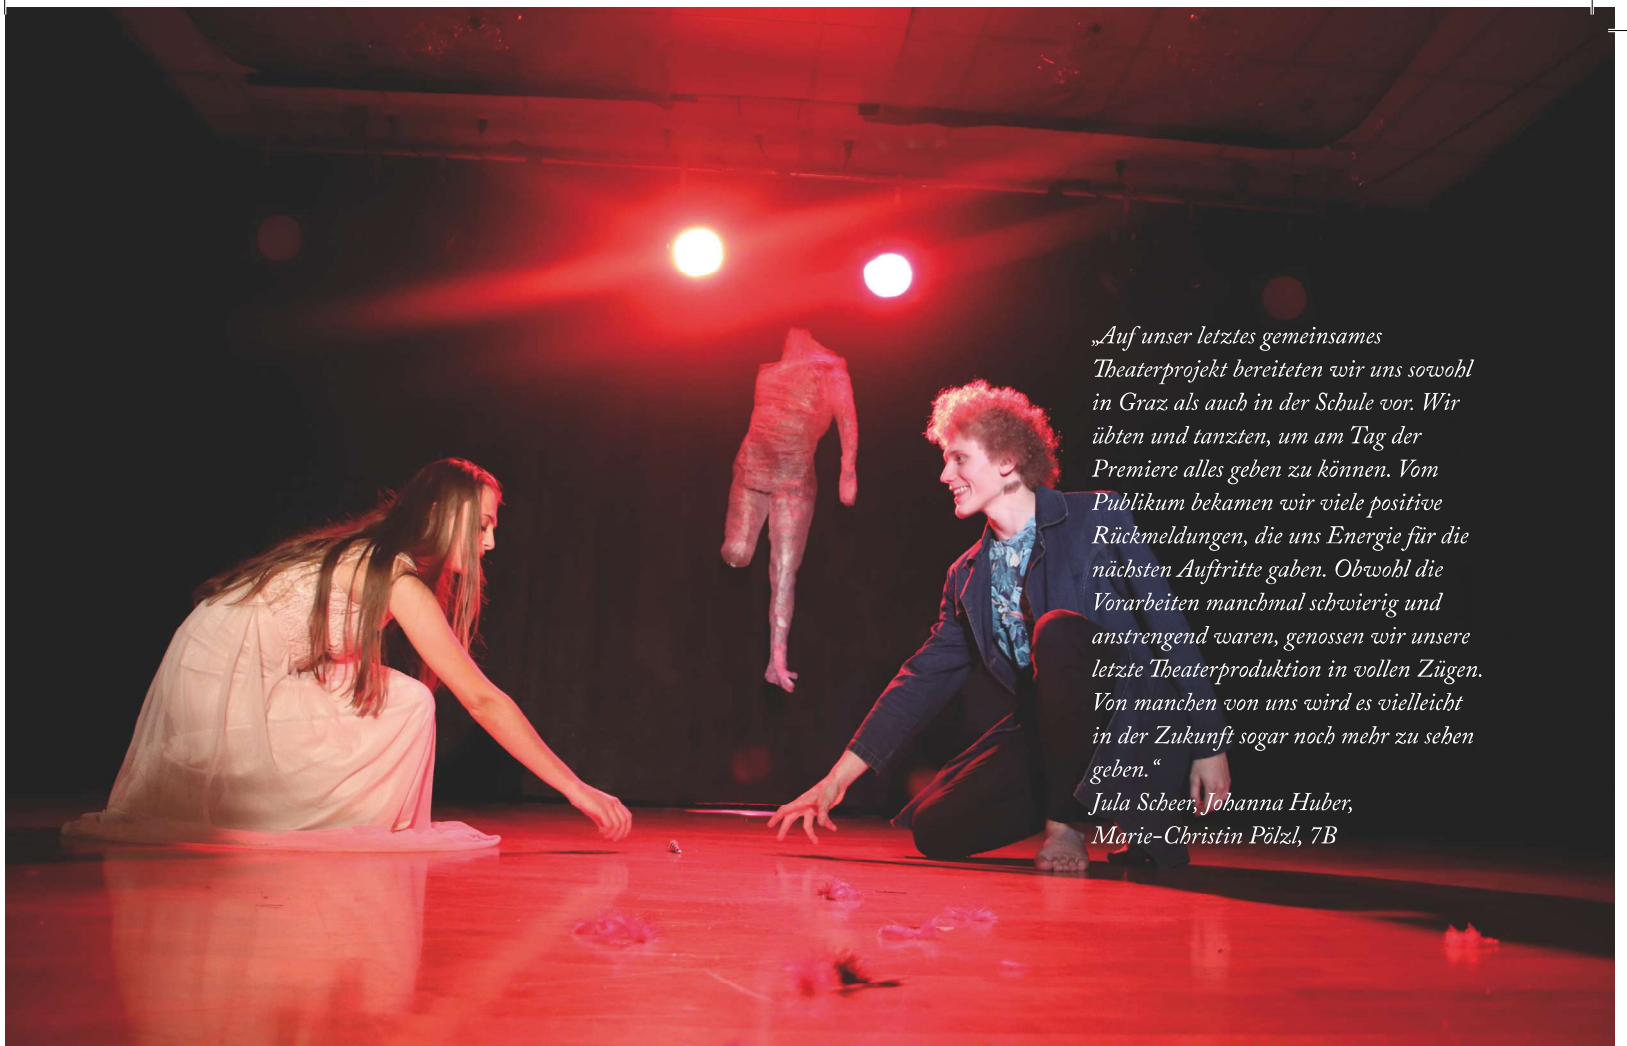 „Auf unser letztes gemeinsames
Theaterprojekt bereiteten wir uns sowohl
in Graz als auch in der Schule vor. Wir
übten und tanzten, um am Tag der
Premiere alles geben zu können. Vom
Publikum bekamen wir viele positive
Rückmeldungen, die uns Energie für die
nächsten Auftritte gaben. Obwohl die
Vorarbeiten manchmal schwierig und
anstrengend waren, genossen wir unsere
letzte Theaterproduktion in vollen Zügen.
Von manchen von uns wird es vielleicht
in der Zukunft sogar noch mehr zu sehen
geben.“
Jula Scheer, Johanna Huber,
Marie-Christin Pölzl, 7B